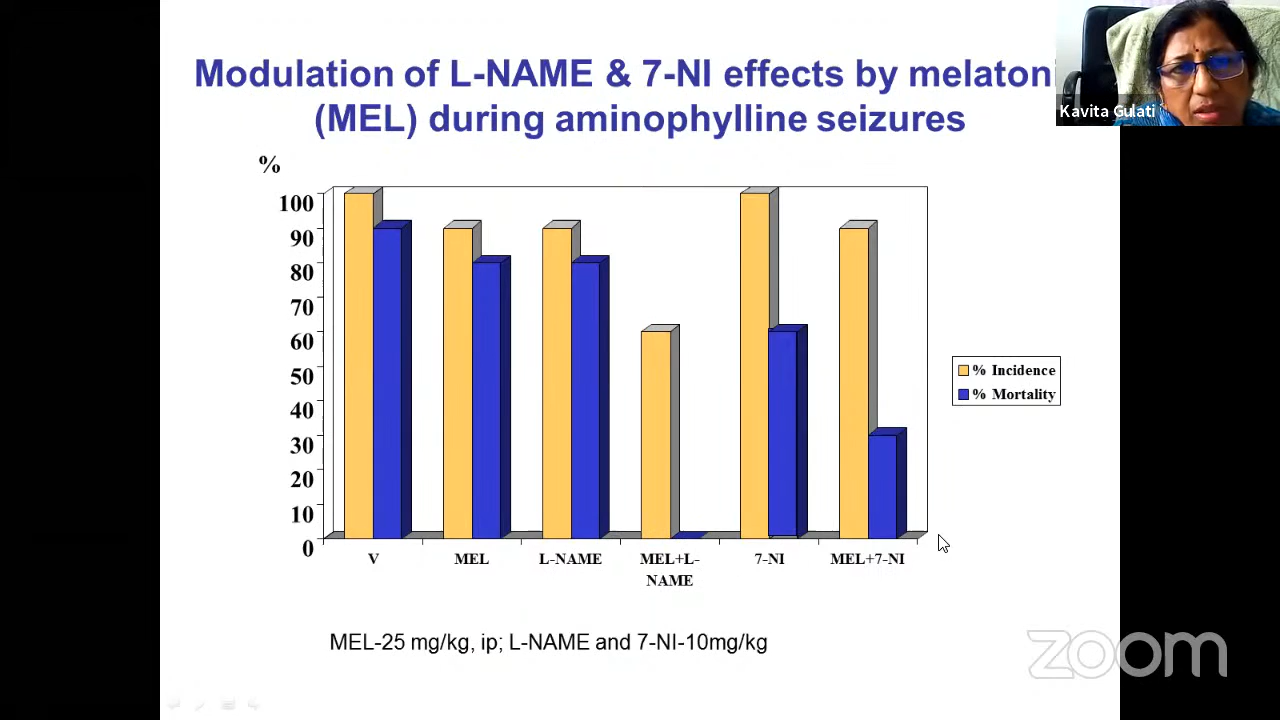 Modulation of L-NAME & 7-NI effects by melatoni
(MEL) during aminophylline seizures
Kavita Gulati
%
100
90
80
70
60
50
40
30
20
10
0
% Incidence
% Mortality
V
MEL
L-NAME
MEL+L-
NAME
7-NI
MEL+7-NI
MEL-25 mg/kg, ip; L-NAME and 7-NI-10mg/kg
zoom